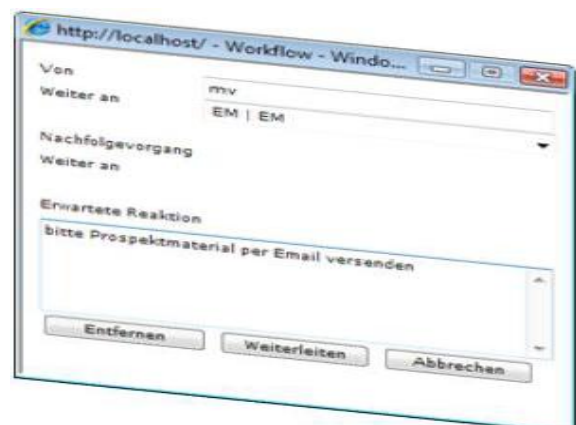 http://localhost/ - Workflow - Windo...
Von
mv
Weiter an
EM | EM
Nachfolgevorgang
Weiter an
Erwartete Reaktion
bitte Prospektmaterial per Email versenden
Entfernen
Weiterleiten
Abbrechen